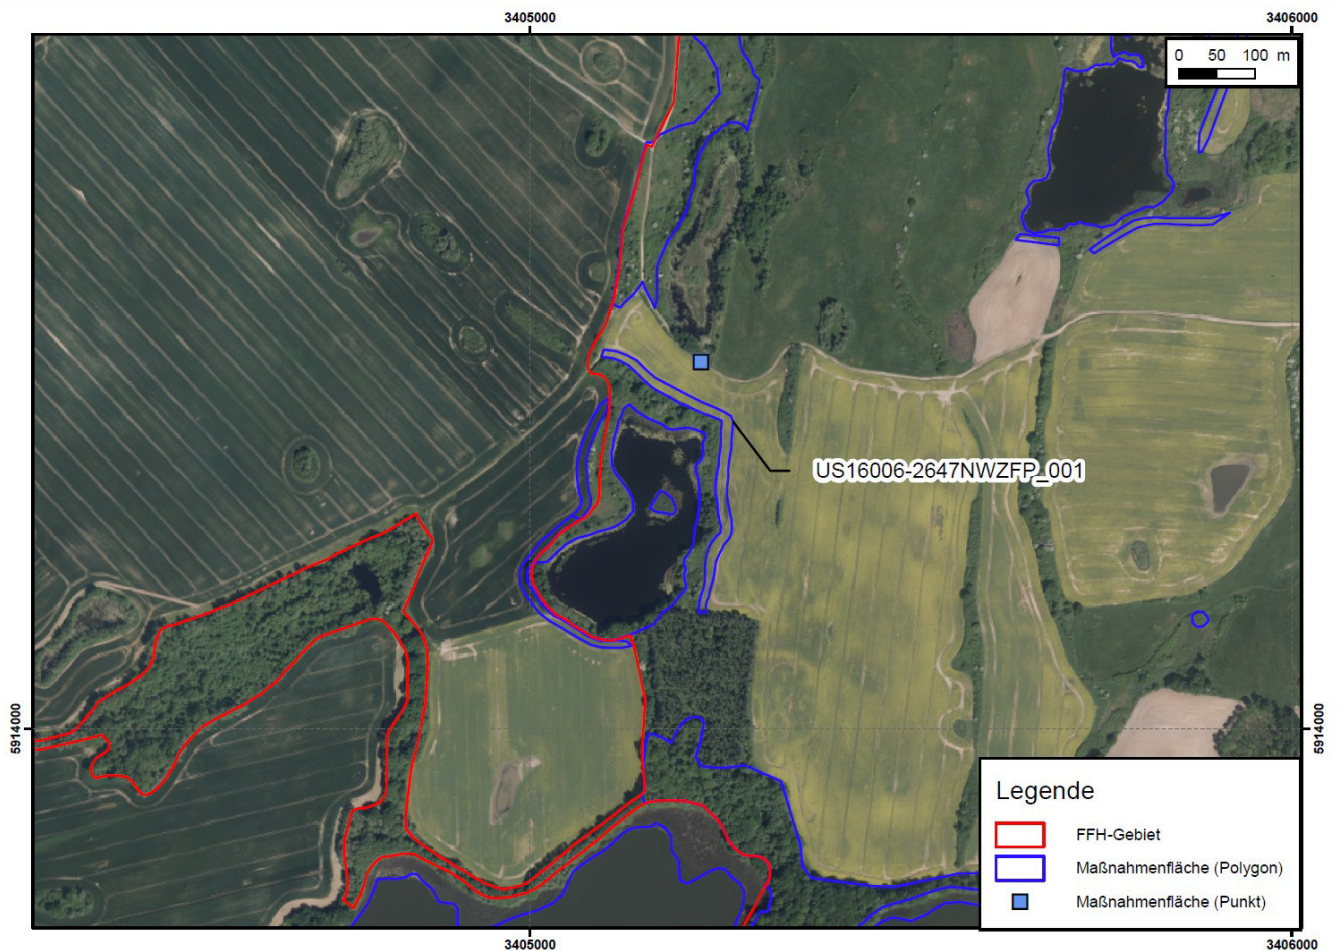 3405000 3406000
0 50 100 m
US16006-2647NWZFP_001
5914000 5914000
Legende
FFH-Gebiet
Maßnahmenfläche (Polygon)
Maßnahmenfläche (Punkt)
3405000 3406000